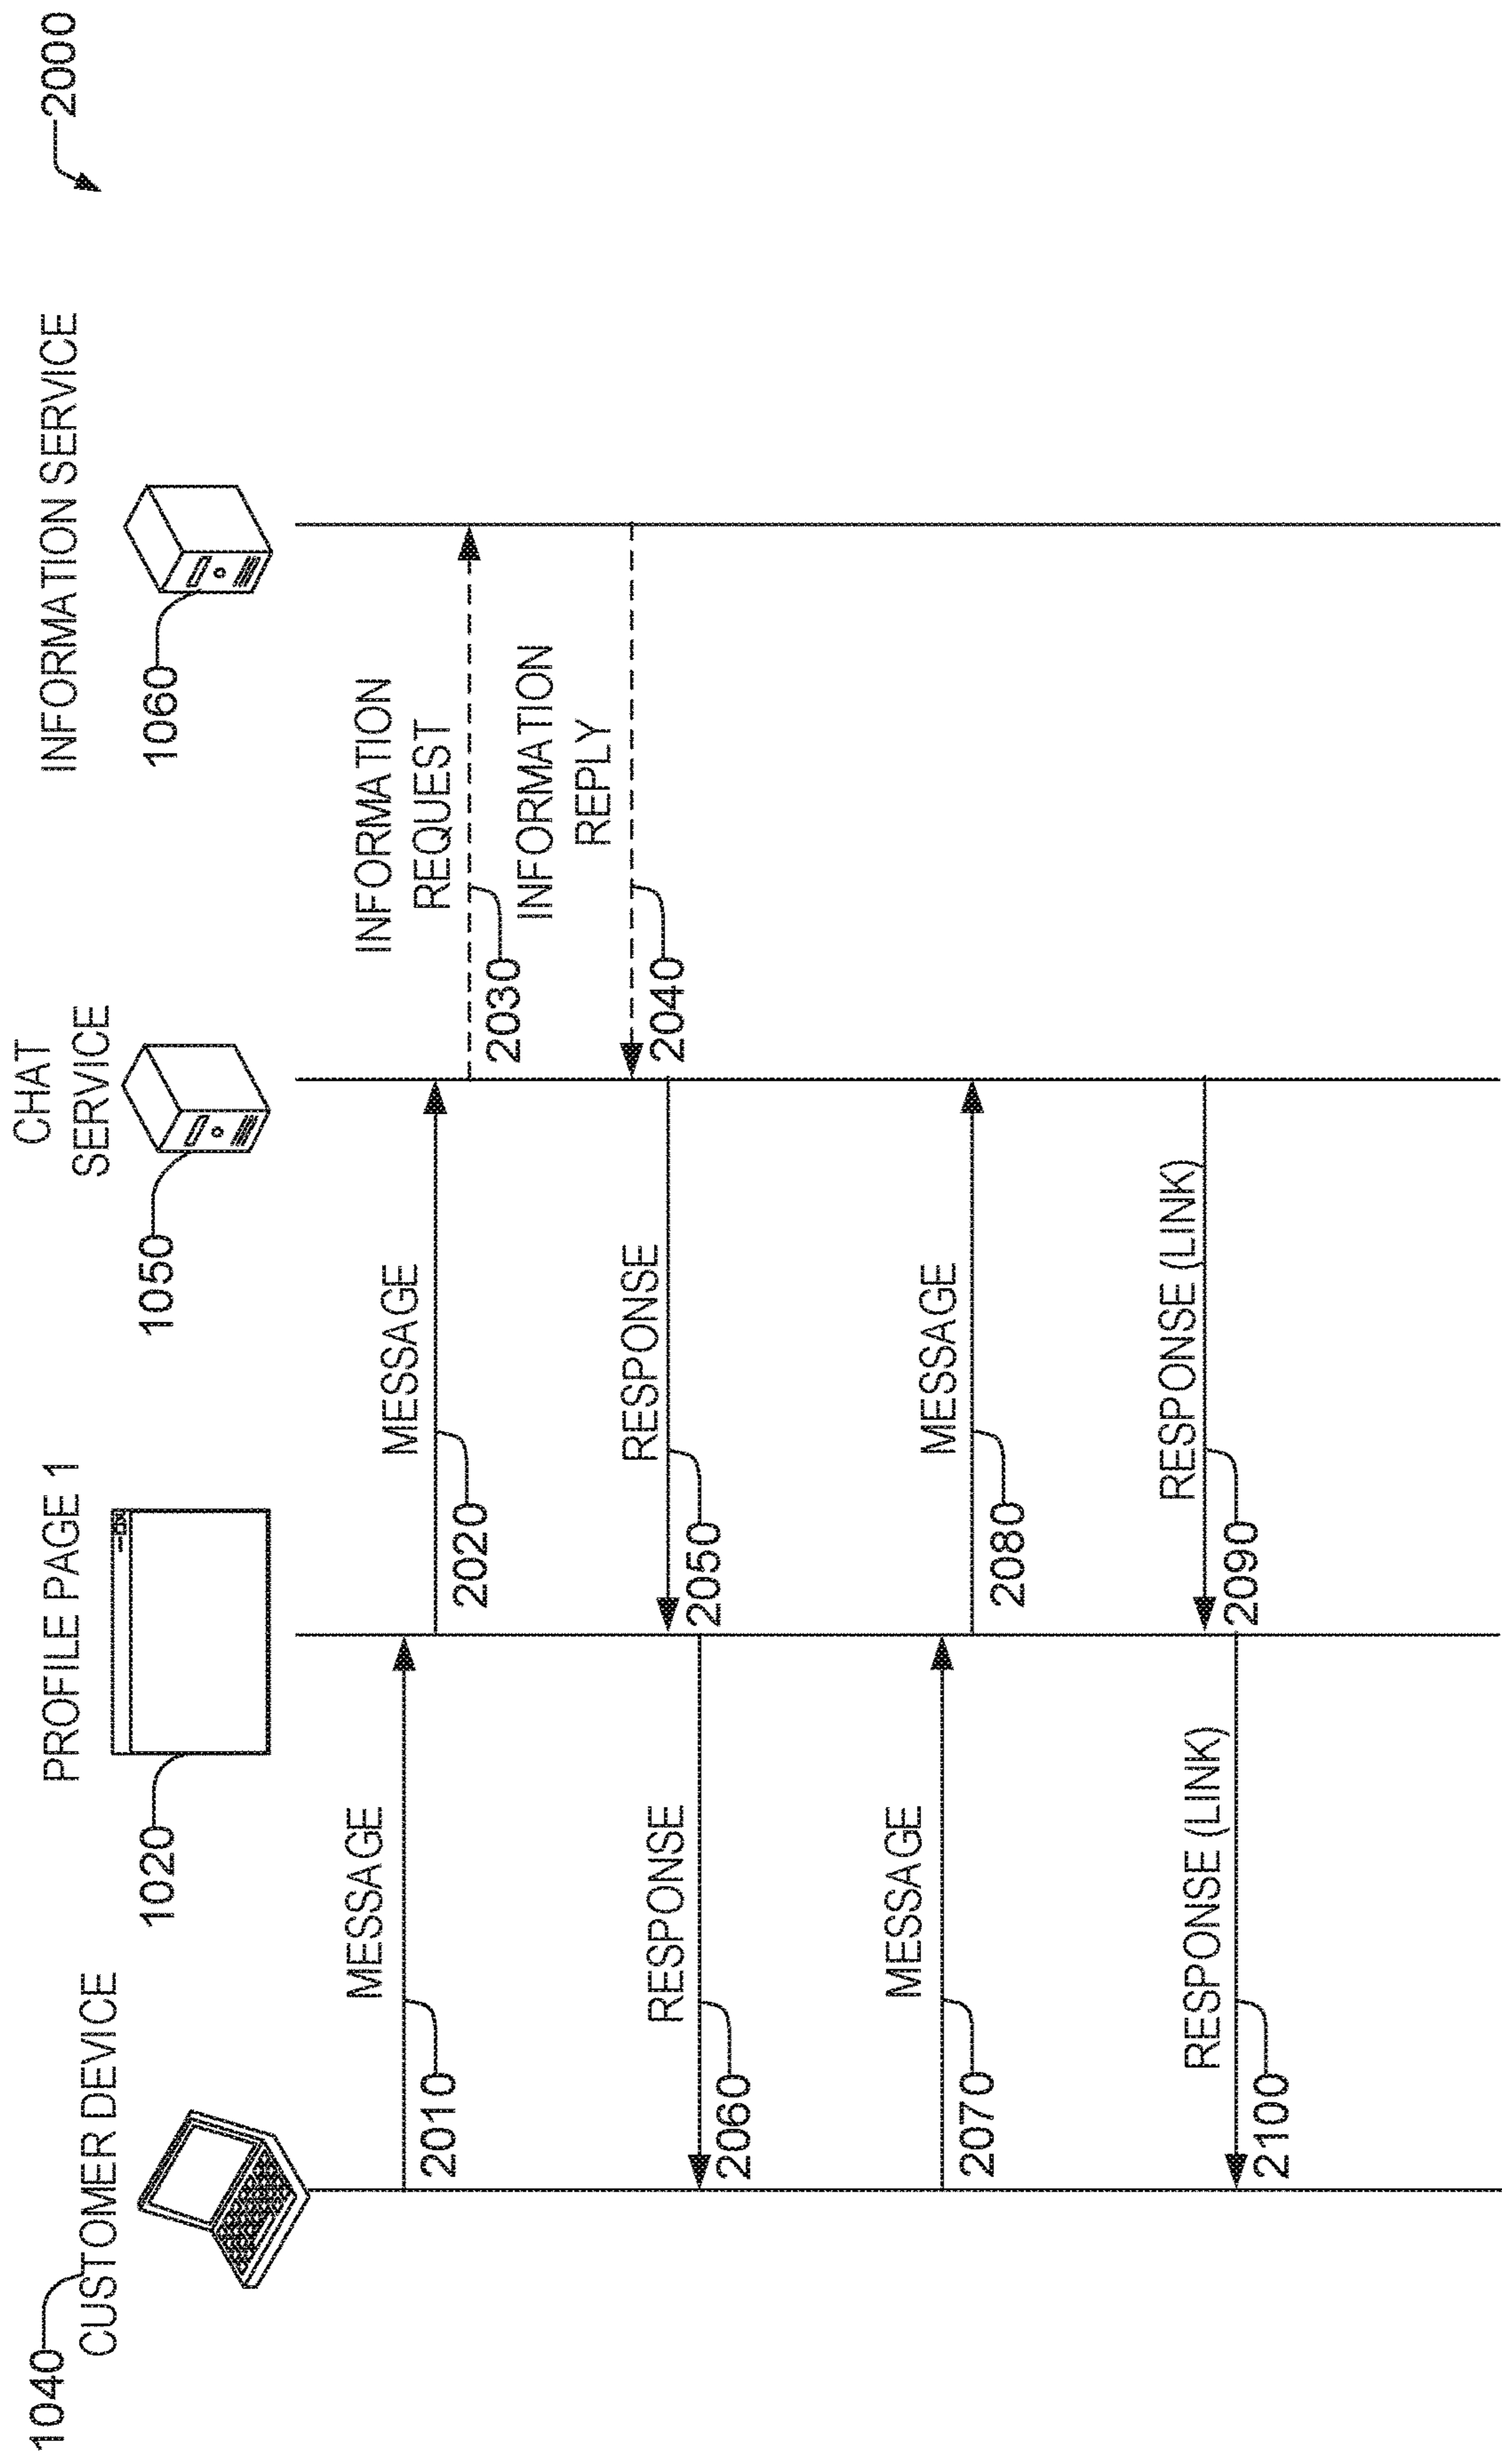 2000
1040
CUSTOMER DEVICE
PROFILE PAGE 1
CHAT
SERVICE
INFORMATION SERVICE
1020
1050
1060
MESSAGE
2010
MESSAGE
2020
INFORMATION
REQUEST
2030
INFORMATION
REPLY
2040
RESPONSE
2050
RESPONSE
2060
MESSAGE
2070
MESSAGE
2080
RESPONSE (LINK)
2090
RESPONSE (LINK)
2100